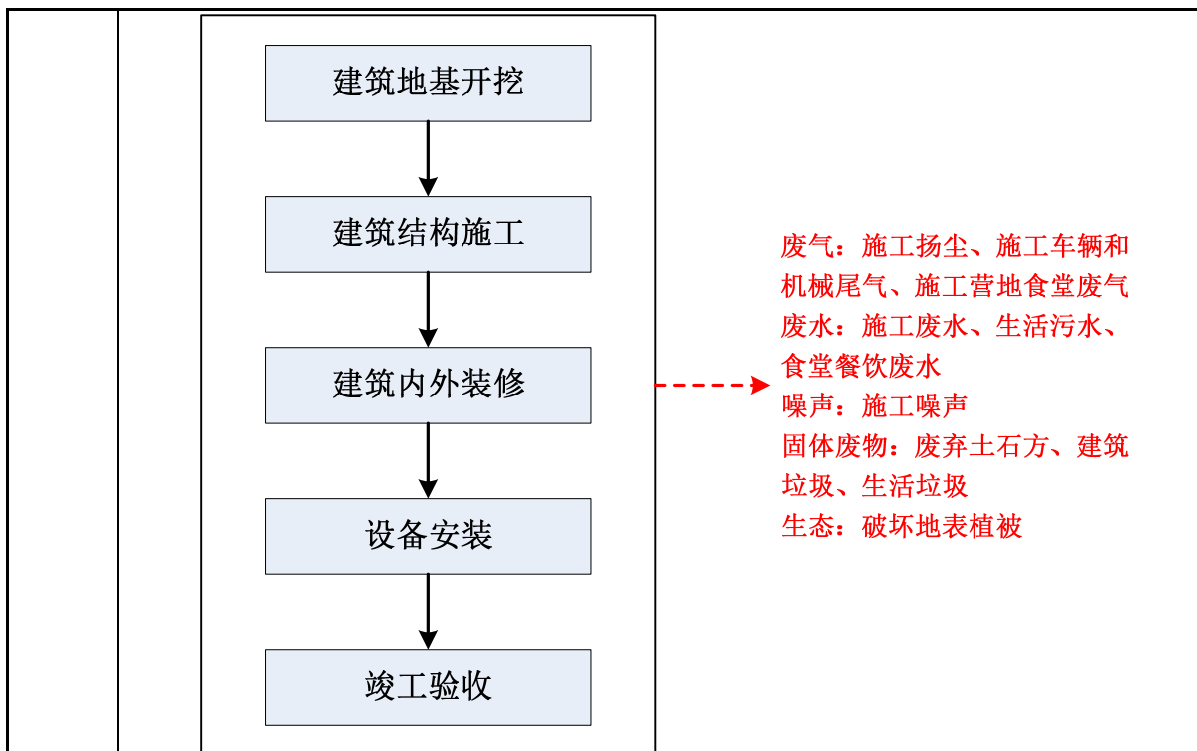 建筑地基开挖
建筑结构施工
建筑内外装修
设备安装
竣工验收
废气：施工扬尘、施工车辆和
机械尾气、施工营地食堂废气
废水：施工废水、生活污水、
食堂餐饮废水
噪声：施工噪声
固体废物：废弃土石方、建筑
垃圾、生活垃圾
生态：破坏地表植被